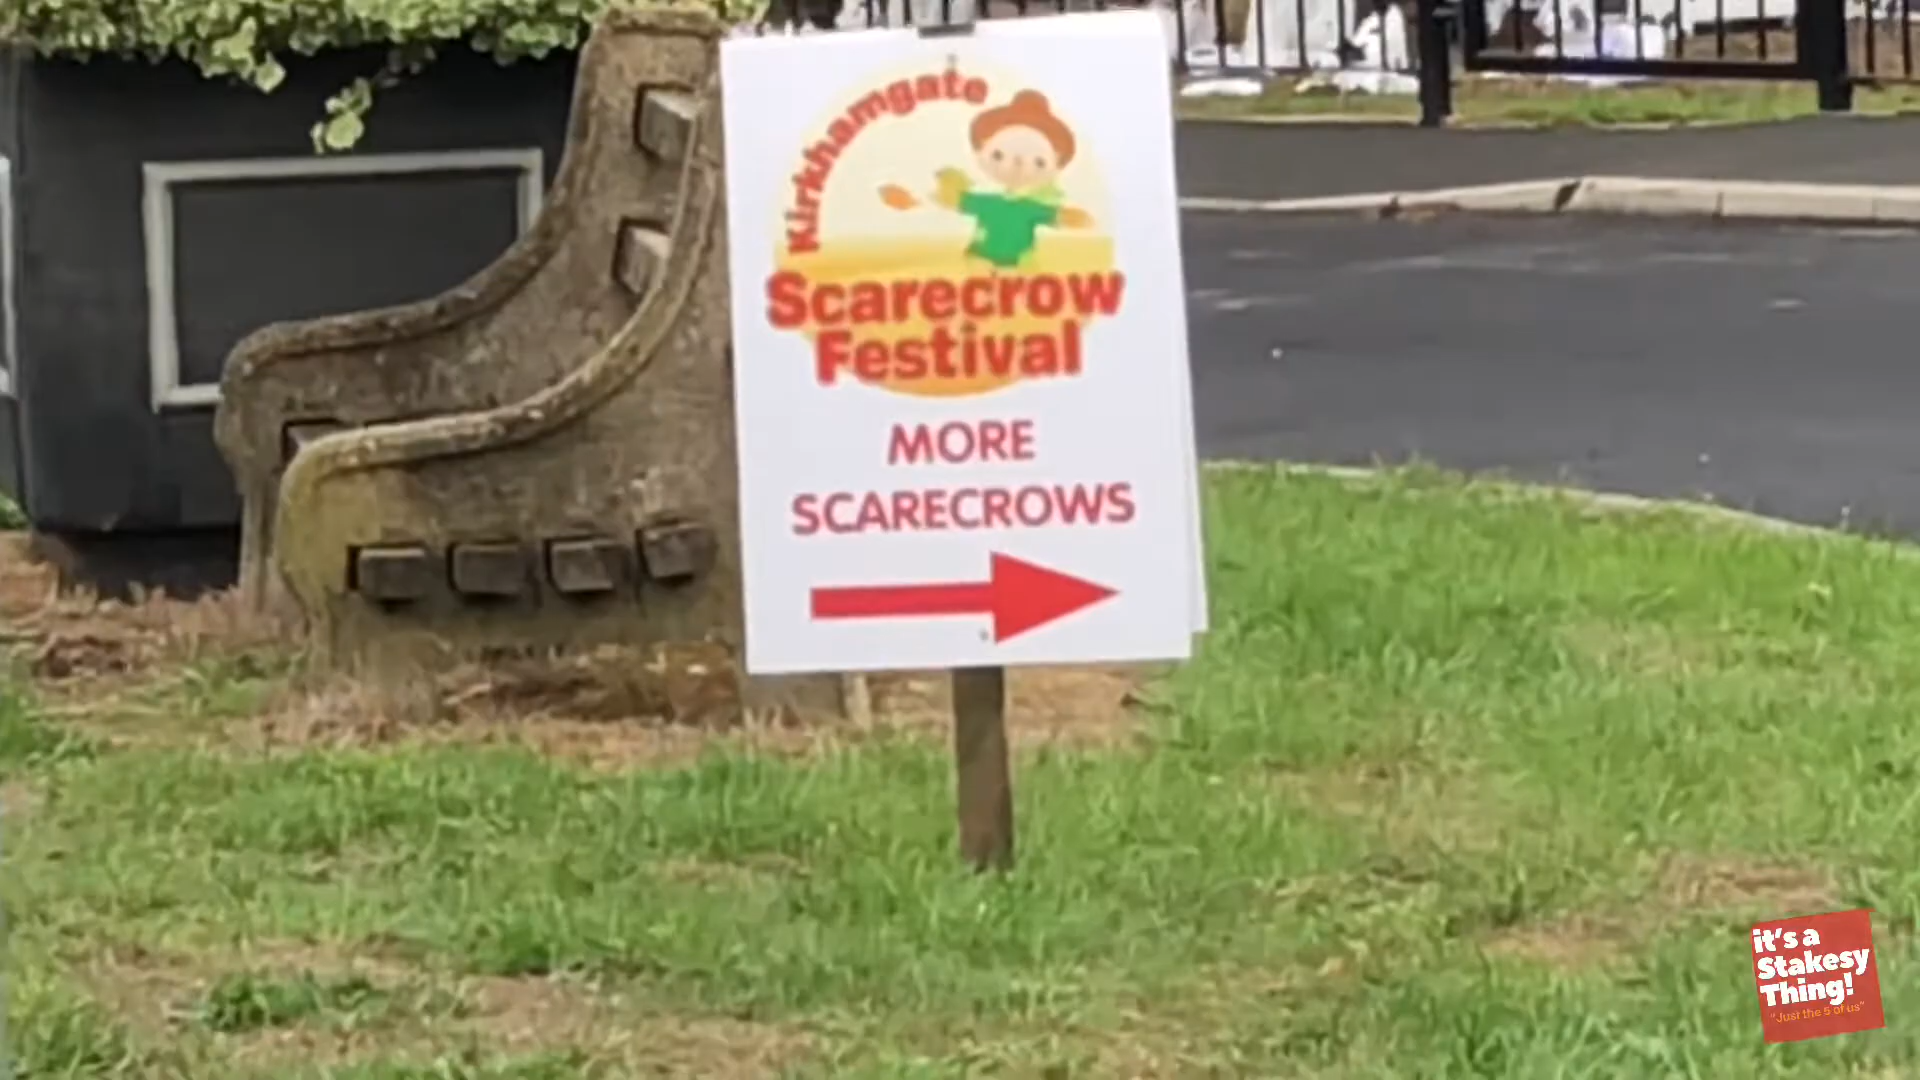 Kirkhamgate
Scarecrow
Festival
MORE
SCARECROWS
it's a
Stakesy
Thing!
"Just the 5 of us"